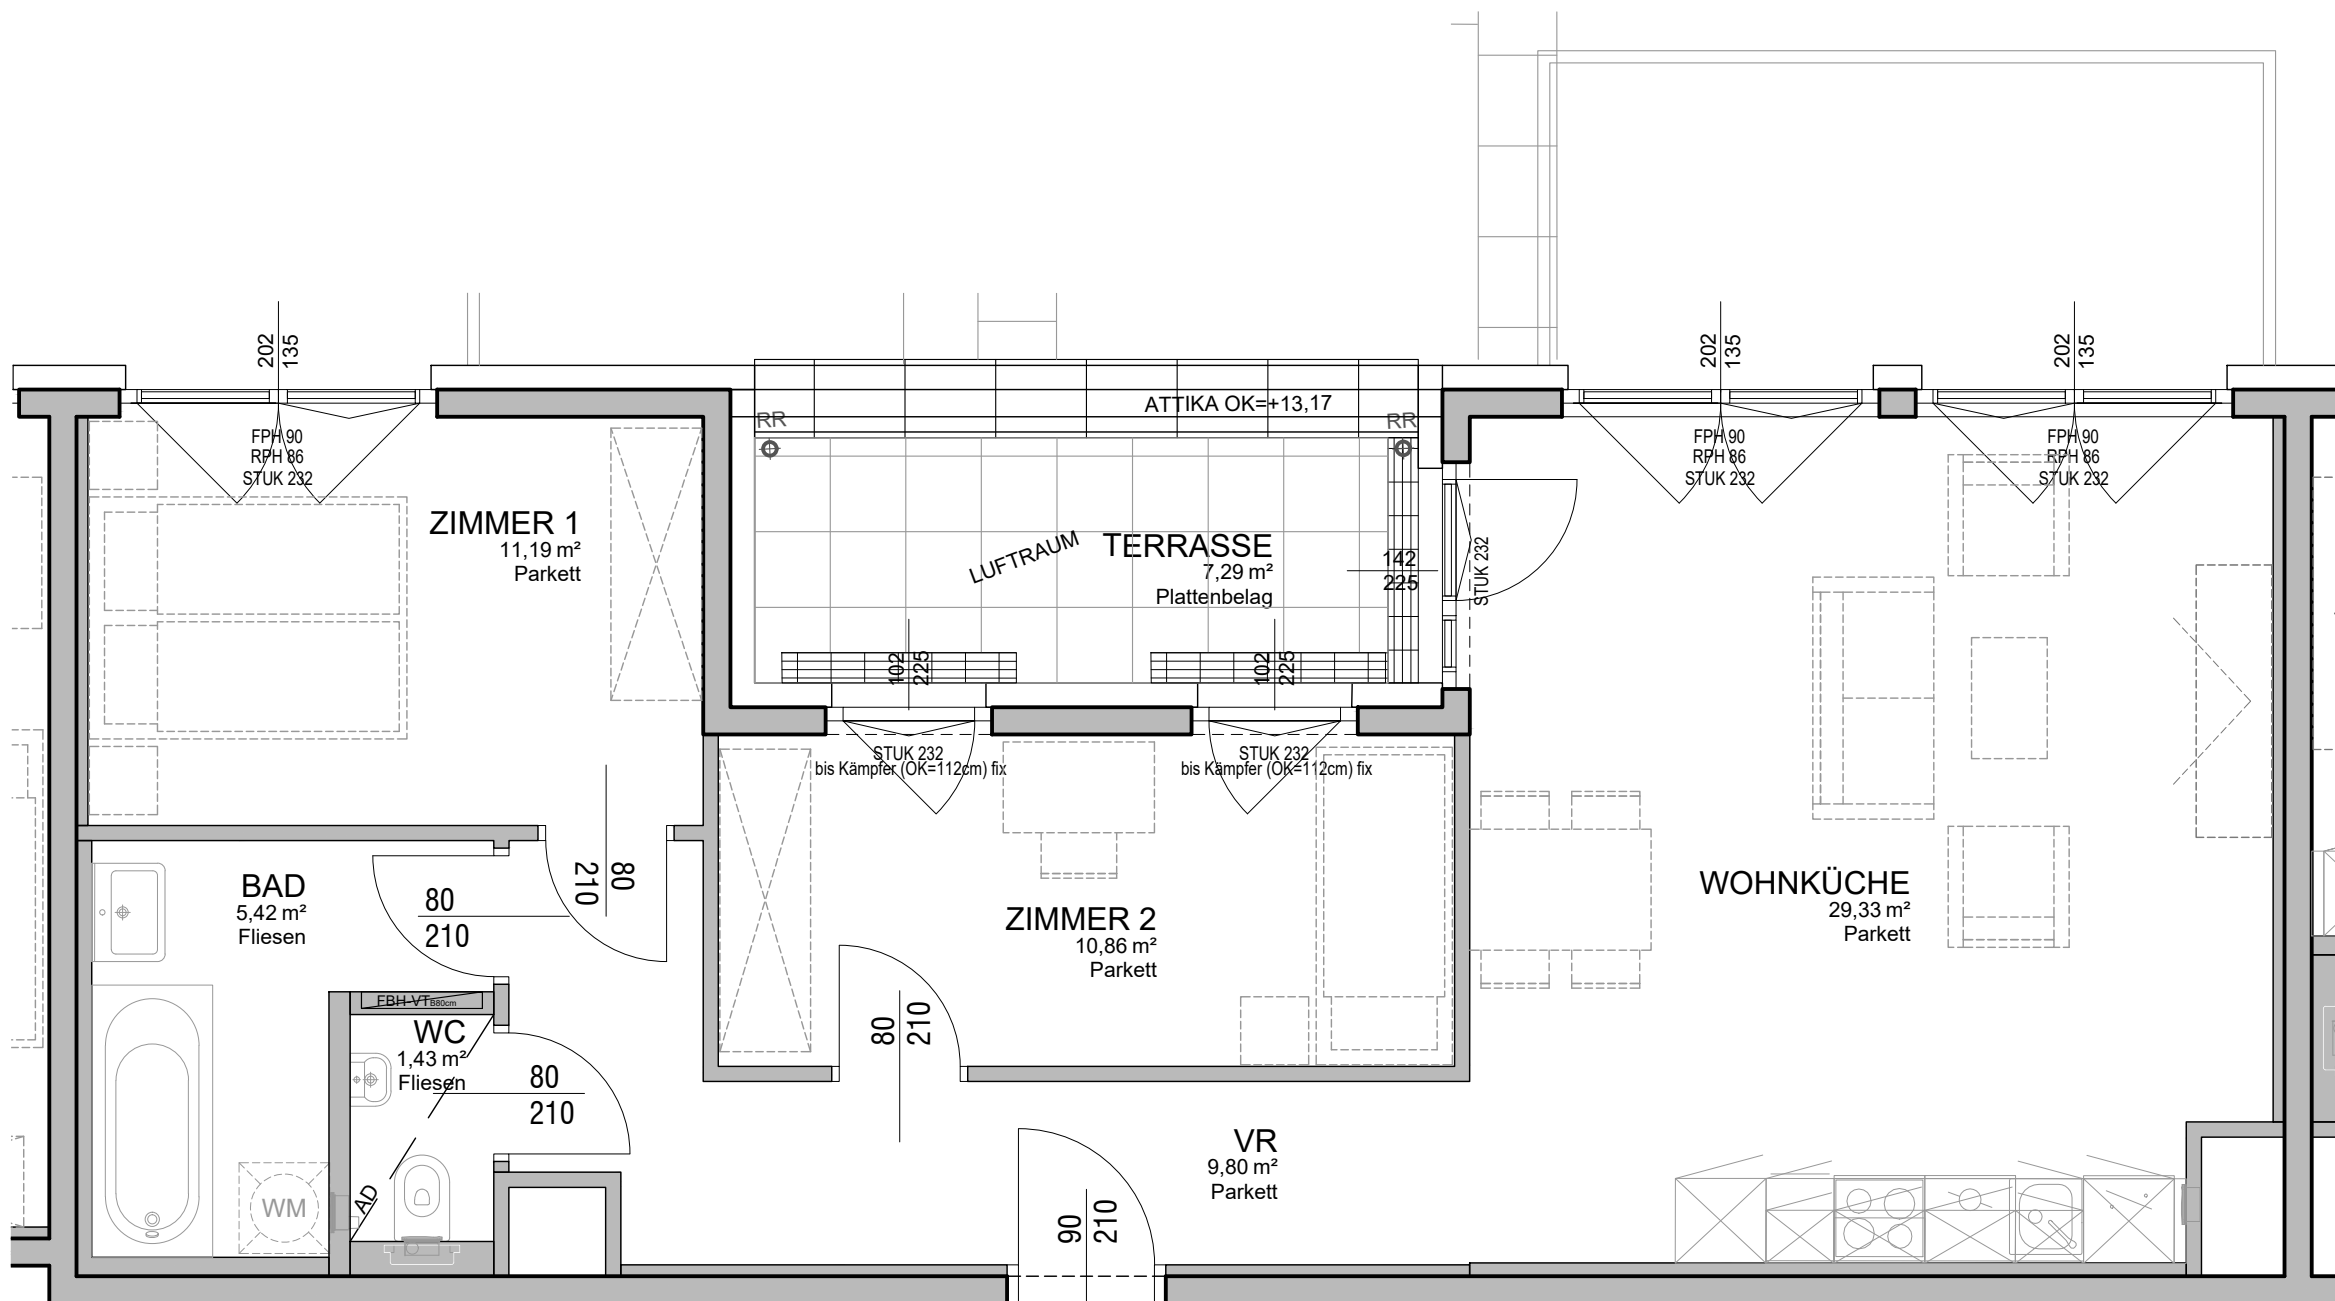 202
135
202
135
202
135
ATTIKA OK=+13,17
RR
RR
FPH 90
RPH 86
STUK 232
FPH 90
RPH 86
STUK 232
FPH 90
RPH 86
STUK 232
ZIMMER 1
11,19 m²
Parkett
LUFTRAUM
TERRASSE
7,29 m²
Plattenbelag
142
225
STUK 232
102
225
102
225
STUK 232
bis Kämpfer (OK=112cm) fix
STUK 232
bis Kämpfer (OK=112cm) fix
BAD
5,42 m²
Fliesen
80
210
80
210
ZIMMER 2
10,86 m²
Parkett
WOHNKÜCHE
29,33 m²
Parkett
FBH-VT B80cm
WC
1,43 m²
Fliesen
80
210
80
210
VR
9,80 m²
Parkett
AD
WM
90
210